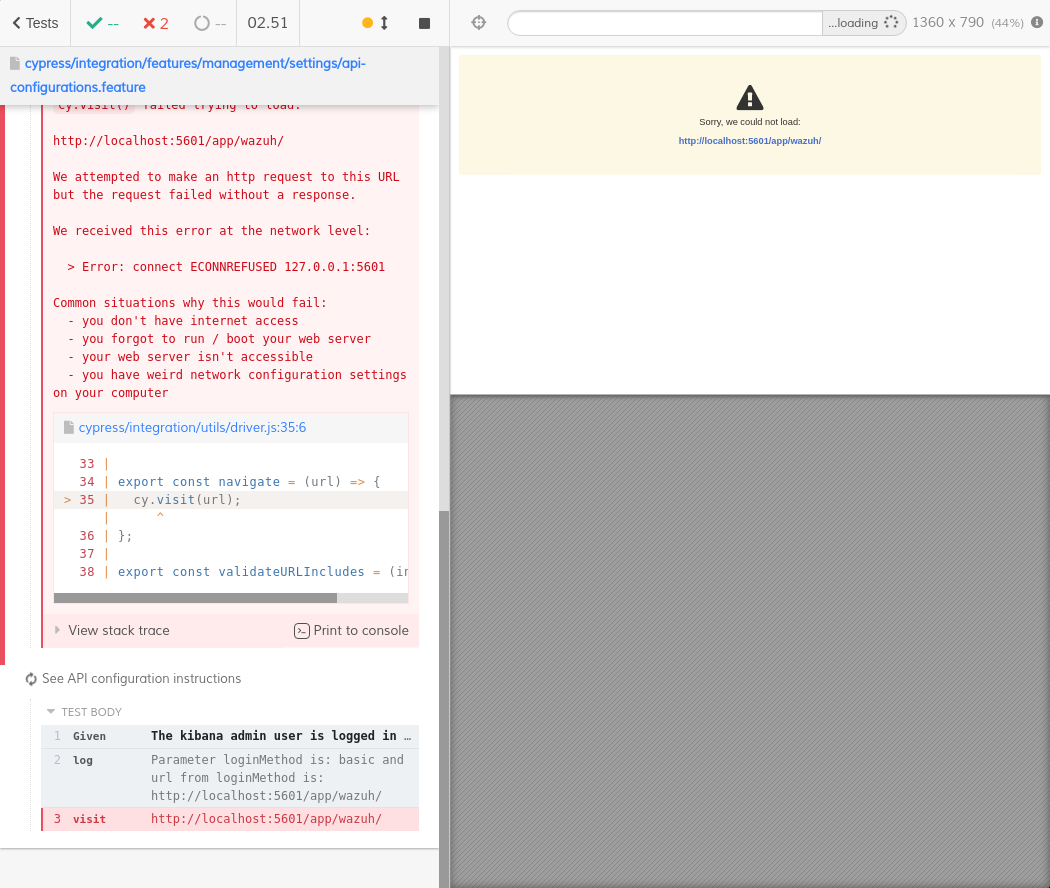 Tests
--
2
--
02.51
...loading
1360 x 790 (44%)
cypress/integration/features/management/settings/api-
configurations.feature
cy.visit() failed trying to load:
http://localhost:5601/app/wazuh/
We attempted to make an http request to this URL
but the request failed without a response.
We received this error at the network level:
> Error: connect ECONNREFUSED 127.0.0.1:5601
Common situations why this would fail:
- you don't have internet access
- you forgot to run / boot your web server
- your web server isn't accessible
- you have weird network configuration settings
on your computer
cypress/integration/utils/driver.js:35:6
33 |
34 | export const navigate = (url) => {
> 35 |   cy.visit(url);
|      ^
36 | };
37 |
38 | export const validateURLIncludes = (in
View stack trace
Print to console
See API configuration instructions
TEST BODY
1 Given The kibana admin user is logged in …
2 log Parameter loginMethod is: basic and
url from loginMethod is:
http://localhost:5601/app/wazuh/
3 visit http://localhost:5601/app/wazuh/
Sorry, we could not load:
http://localhost:5601/app/wazuh/